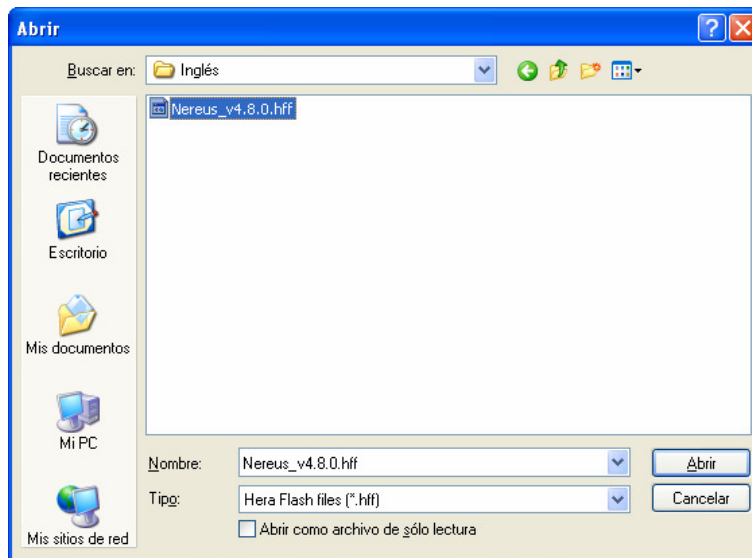 Abrir
Buscar en: Inglés
Nereus_v4.8.0.hff
Documentos
recientes
Escritorio
Mis documentos
Mi PC
Mis sitios de red
Nombre: Nereus_v4.8.0.hff Abrir
Tipo: Hera Flash files (*.hff) Cancelar
Abrir como archivo de sólo lectura